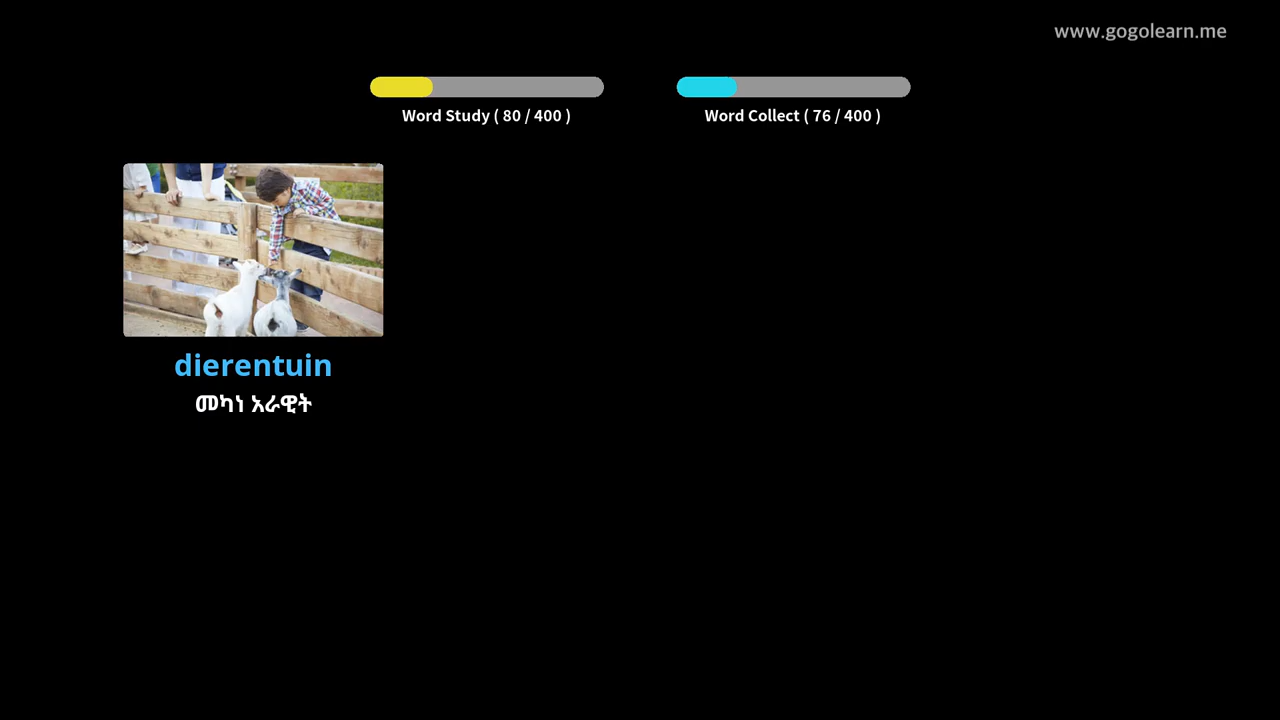 www.gogolearn.me
Word Study ( 80 / 400 )
Word Collect ( 76 / 400 )
dierentuin
መካነ አራዊት